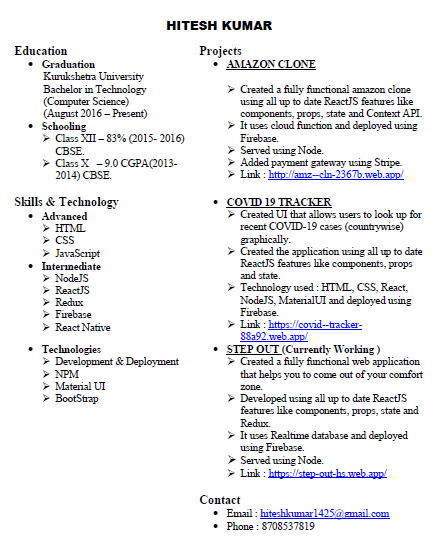 HITESH KUMAR
Education
• Graduation
Kurukshetra University
Bachelor in Technology
(Computer Science)
(August 2016 – Present)
• Schooling
➢ Class XII – 83% (2015- 2016)
CBSE.
➢ Class X – 9.0 CGPA(2013-
2014) CBSE.
Skills & Technology
• Advanced
➢ HTML
➢ CSS
➢ JavaScript
• Intermediate
➢ NodeJS
➢ ReactJS
➢ Redux
➢ Firebase
➢ React Native
• Technologies
➢ Development & Deployment
➢ NPM
➢ Material UI
➢ BootStrap
Projects
• AMAZON CLONE
➢ Created a fully functional amazon clone
using all up to date ReactJS features like
components, props, state and Context API.
➢ It uses cloud function and deployed using
Firebase.
➢ Served using Node.
➢ Added payment gateway using Stripe.
➢ Link : http://amz--cln-2367b.web.app/
• COVID 19 TRACKER
➢ Created UI that allows users to look up for
recent COVID-19 cases (countrywise)
graphically.
➢ Created the application using all up to date
ReactJS features like components, props
and state.
➢ Technology used : HTML, CSS, React,
NodeJS, MaterialUI and deployed using
Firebase.
➢ Link : https://covid--tracker-
88a92.web.app/
• STEP OUT (Currently Working )
➢ Created a fully functional web application
that helps you to come out of your comfort
zone.
➢ Developed using all up to date ReactJS
features like components, props, state and
Redux.
➢ It uses Realtime database and deployed
using Firebase.
➢ Served using Node.
➢ Link : https://step-out-hs.web.app/
Contact
• Email : hiteshkumar1425@gmail.com
• Phone : 8708537819